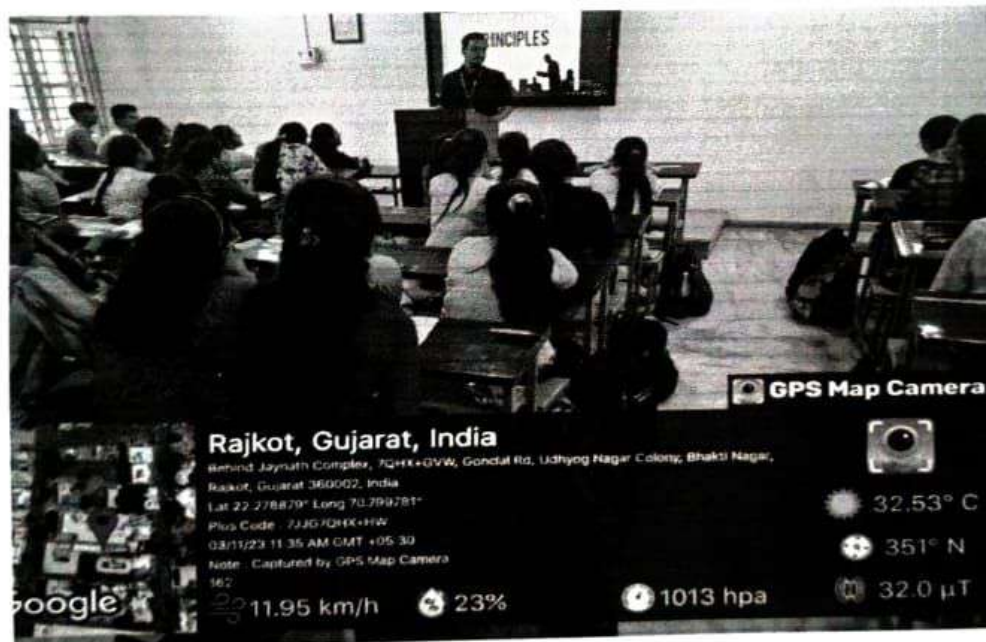 PRINCIPLES
GPS Map Camera
Rajkot, Gujarat, India
Behind Jaynath Complex, 7QHX+GVW, Gondal Rd, Udhyog Nagar Colony, Bhakti Nagar,
Rajkot, Gujarat 360002, India
Lat 22.278879° Long 70.799781°
Plus Code : 7JJG7QHX+HW
03/11/23 11:35 AM GMT +05:30
Note : Captured by GPS Map Camera
162
Google
11.95 km/h
23%
1013 hpa
32.53° C
351° N
32.0 µT